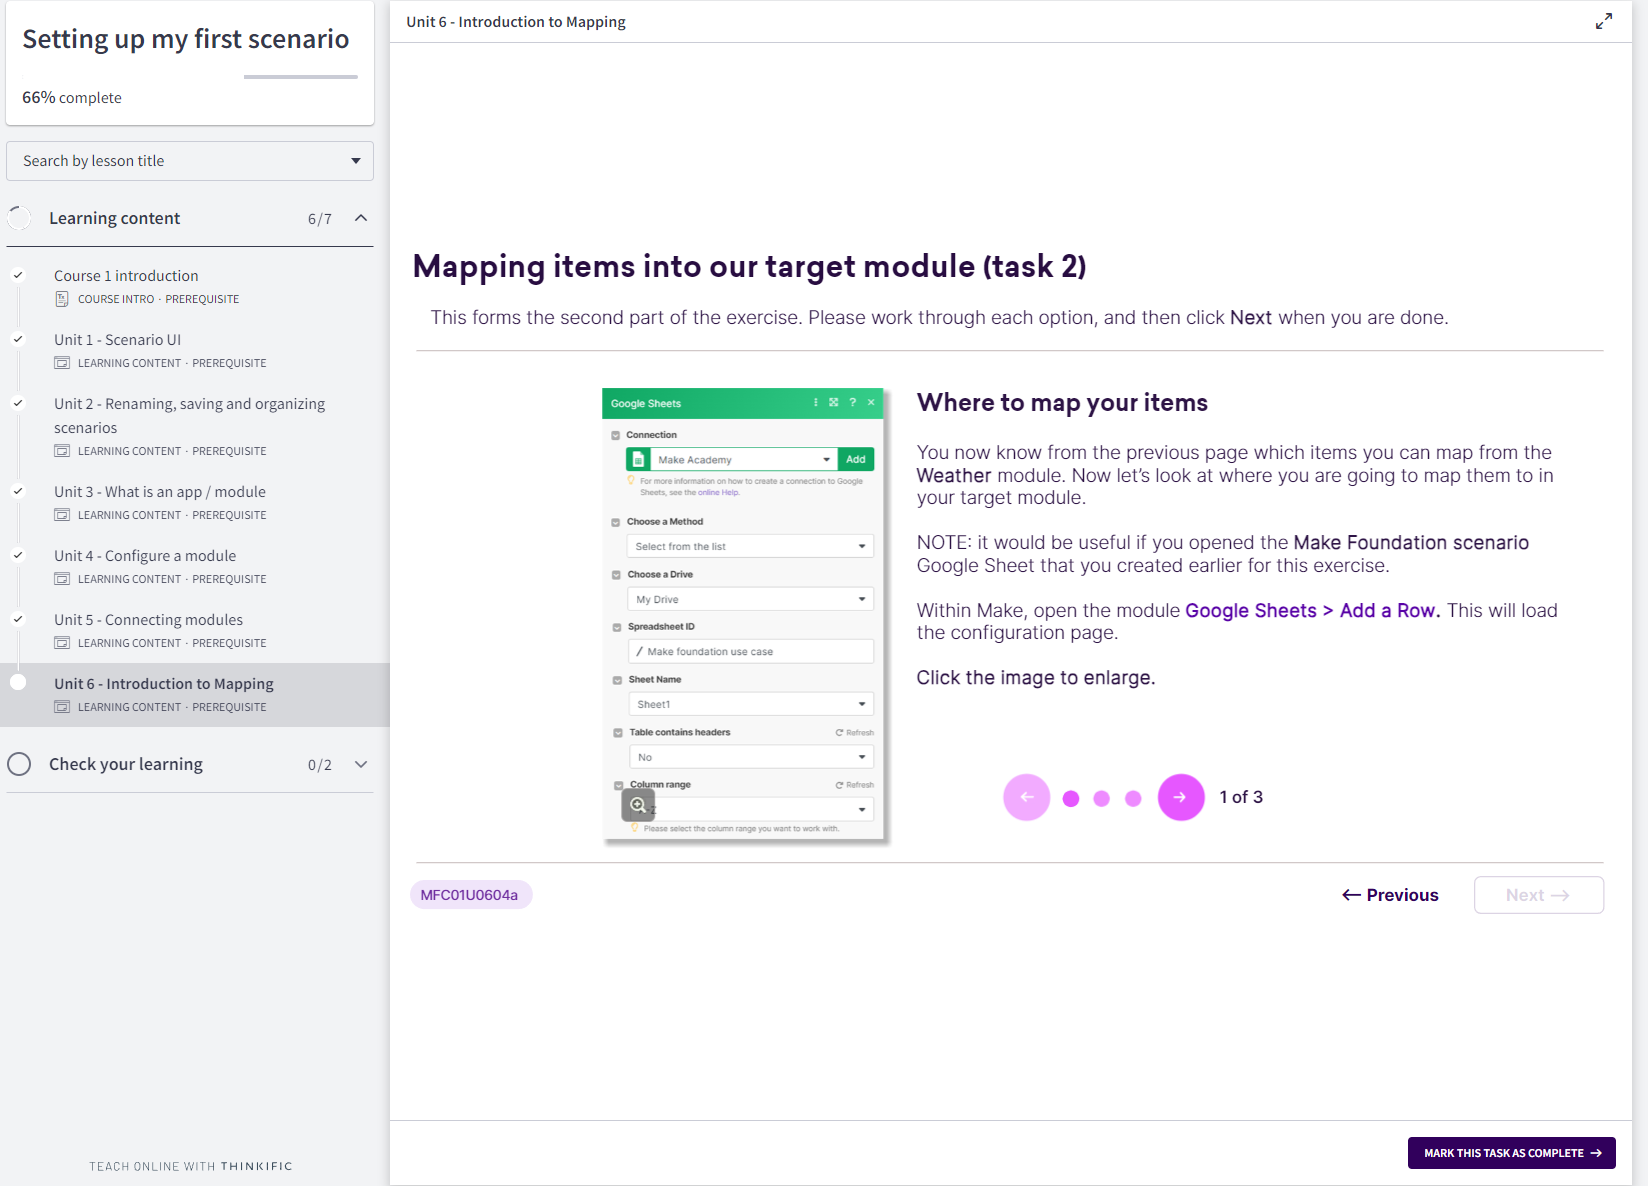 Setting up my first scenario
66% complete
Search by lesson title
Learning content 6/7
Course 1 introduction
COURSE INTRO · PREREQUISITE
Unit 1 - Scenario UI
LEARNING CONTENT · PREREQUISITE
Unit 2 - Renaming, saving and organizing
scenarios
LEARNING CONTENT · PREREQUISITE
Unit 3 - What is an app / module
LEARNING CONTENT · PREREQUISITE
Unit 4 - Configure a module
LEARNING CONTENT · PREREQUISITE
Unit 5 - Connecting modules
LEARNING CONTENT · PREREQUISITE
Unit 6 - Introduction to Mapping
LEARNING CONTENT · PREREQUISITE
Check your learning 0/2
TEACH ONLINE WITH THINKIFIC
Unit 6 - Introduction to Mapping
Mapping items into our target module (task 2)
This forms the second part of the exercise. Please work through each option, and then click Next when you are done.
Google Sheets
Connection
Make Academy Add
For more information on how to create a connection to Google
Sheets, see the online Help.
Choose a Method
Select from the list
Choose a Drive
My Drive
Spreadsheet ID
/ Make foundation use case
Sheet Name
Sheet1
Table contains headers Refresh
No
Column range Refresh
Please select the column range you want to work with.
Where to map your items
You now know from the previous page which items you can map from the
Weather module. Now let's look at where you are going to map them to in
your target module.
NOTE: it would be useful if you opened the Make Foundation scenario
Google Sheet that you created earlier for this exercise.
Within Make, open the module Google Sheets > Add a Row. This will load
the configuration page.
Click the image to enlarge.
← → 1 of 3
MFC01U0604a
← Previous
Next →
MARK THIS TASK AS COMPLETE →